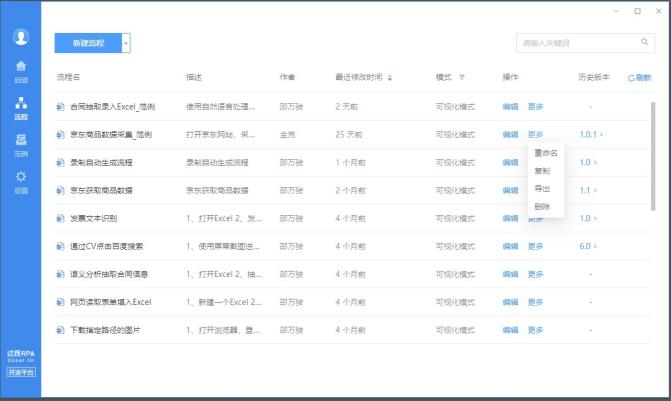 新建流程
请输入关键词
流程名 描述 作者 最近修改时间 模式 操作 历史版本 刷新
合同抽取录入Excel_范例 使用自然语言处理... 邵万骏 2 天前 可视化模式 编辑 更多 -
京东商品数据采集_范例 打开京东网站，采... 金克 25 天前 可视化模式 编辑 更多 1.0.1 >
录制自动生成流程 录制自动生成流程 邵万骏 1 个月前 可视化模式 编辑 1.0 >
京东获取商品数据 京东获取商品数据 邵万骏 2 个月前 可视化模式 编辑 1.1 >
发票文本识别 1、打开Excel 2、发... 邵万骏 4 个月前 可视化模式 编辑 更多 1.0 >
通过CV点击百度搜索 1、使用屏幕截图进... 邵万骏 4 个月前 可视化模式 编辑 更多 6.0 >
语义分析抽取合同信息 1、打开Excel 2、抽... 邵万骏 4 个月前 可视化模式 编辑 更多 -
网页读取表单填入Excel 1、新建一个Excel 2... 邵万骏 4 个月前 可视化模式 编辑 更多 -
下载指定路径的图片 1、打开浏览器、登... 邵万骏 4 个月前 可视化模式 编辑 更多 -
重命名
复制
导出
删除
启动
流程
范例
设置
达观RPA
开发平台